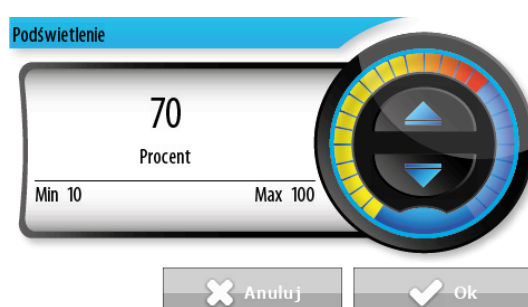 Podświetlenie
70
Procent
Min 10 Max 100
Anuluj Ok